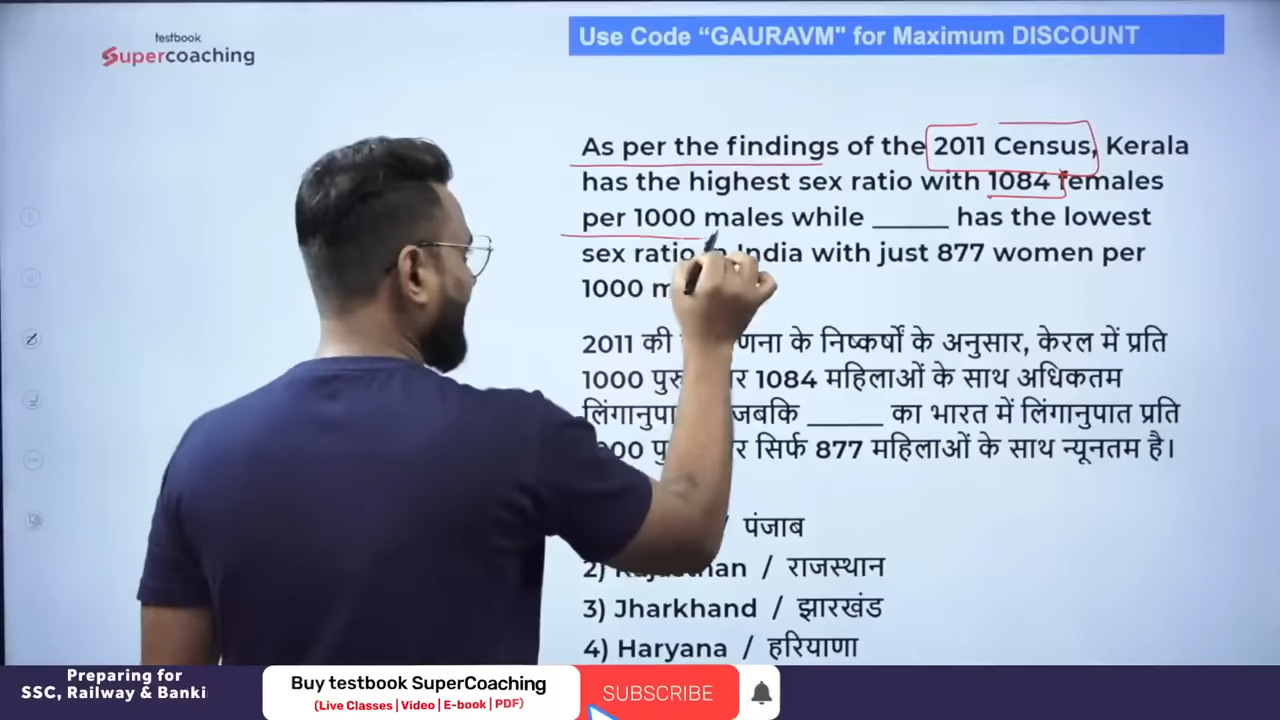 testbook
Supercoaching
Use Code “GAURAVM" for Maximum DISCOUNT
As per the findings of the 2011 Census, Kerala
has the highest sex ratio with 1084 females
per 1000 males while _____ has the lowest
sex ratio India with just 877 women per
1000
2011 की के निष्कर्षों के अनुसार, केरल में प्रति
1000 1084 महिलाओं के साथ अधिकतम
जबकि _____ का भारत में लिंगानुपात प्रति
सिर्फ 877 महिलाओं के साथ न्यूनतम है।
/ पंजाब
2) / राजस्थान
3) Jharkhand / झारखंड
4) Haryana / हरियाणा
Preparing for
SSC, Railway &
Buy testbook SuperCoaching
(Live Classes | Video | E-book | PDF)
SUBSCRIBE